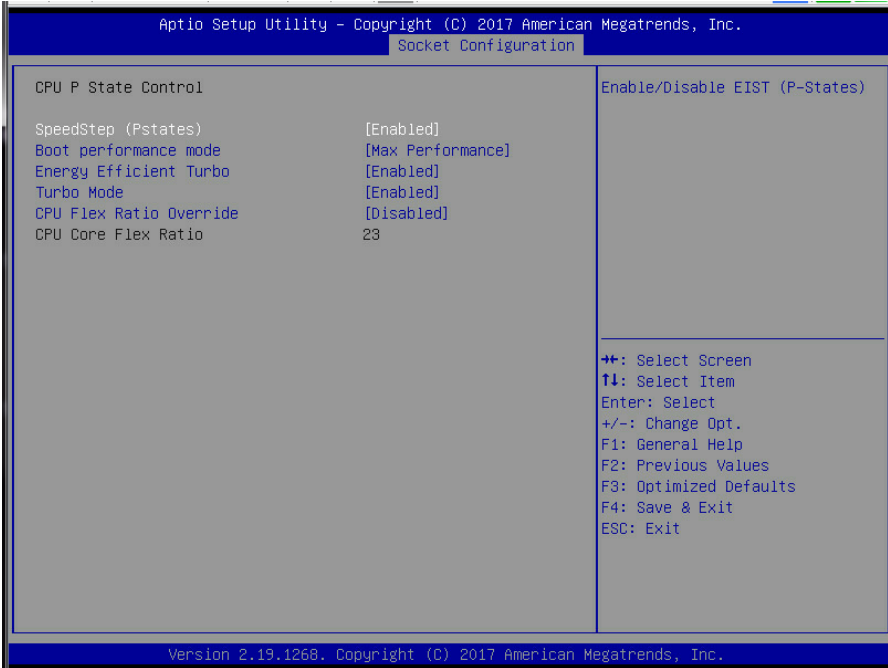 Aptio Setup Utility – Copyright (C) 2017 American Megatrends, Inc.
Socket Configuration
CPU P State Control
SpeedStep (Pstates) [Enabled]
Boot performance mode [Max Performance]
Energy Efficient Turbo [Enabled]
Turbo Mode [Enabled]
CPU Flex Ratio Override [Disabled]
CPU Core Flex Ratio 23
Enable/Disable EIST (P-States)
→←: Select Screen
↑↓: Select Item
Enter: Select
+/-: Change Opt.
F1: General Help
F2: Previous Values
F3: Optimized Defaults
F4: Save & Exit
ESC: Exit
Version 2.19.1268. Copyright (C) 2017 American Megatrends, Inc.